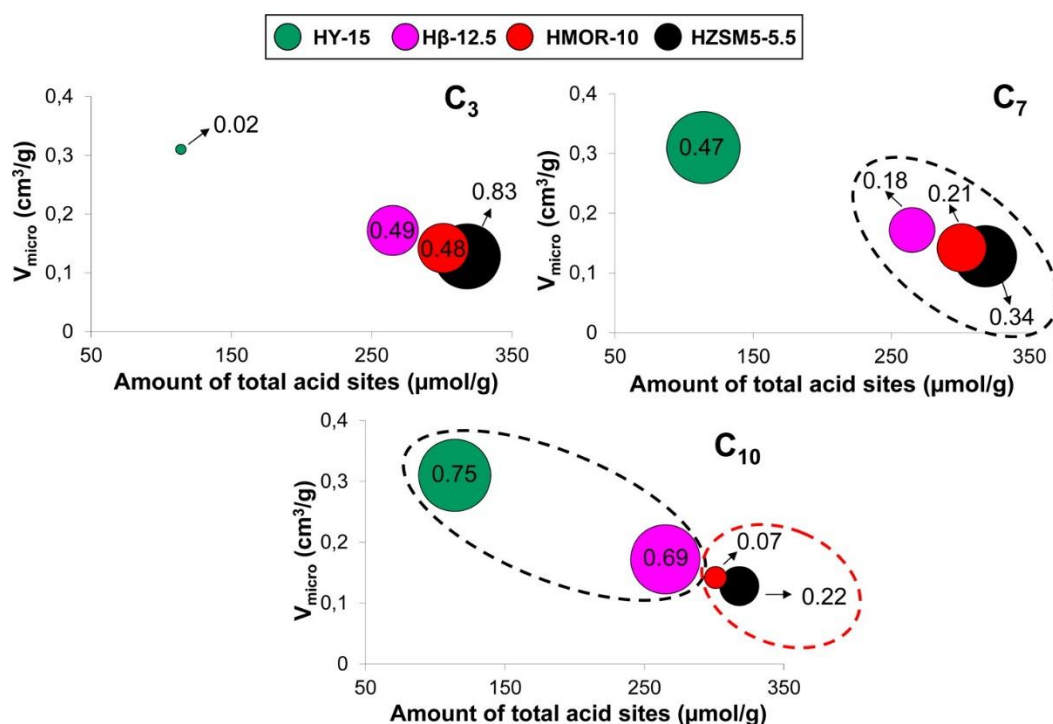 HY-15 Hβ-12.5 HMOR-10 HZSM5-5.5
C3
0,4
0,3
0,2
0,1
0
Vmicro (cm³/g)
0.02
0.49
0.48
0.83
50 150 250 350
Amount of total acid sites (µmol/g)
C7
0,4
0,3
0,2
0,1
0
Vmicro (cm³/g)
0.47
0.18
0.21
0.34
50 150 250 350
Amount of total acid sites (µmol/g)
C10
0,4
0,3
0,2
0,1
0
Vmicro (cm³/g)
0.75
0.69
0.07
0.22
50 150 250 350
Amount of total acid sites (µmol/g)